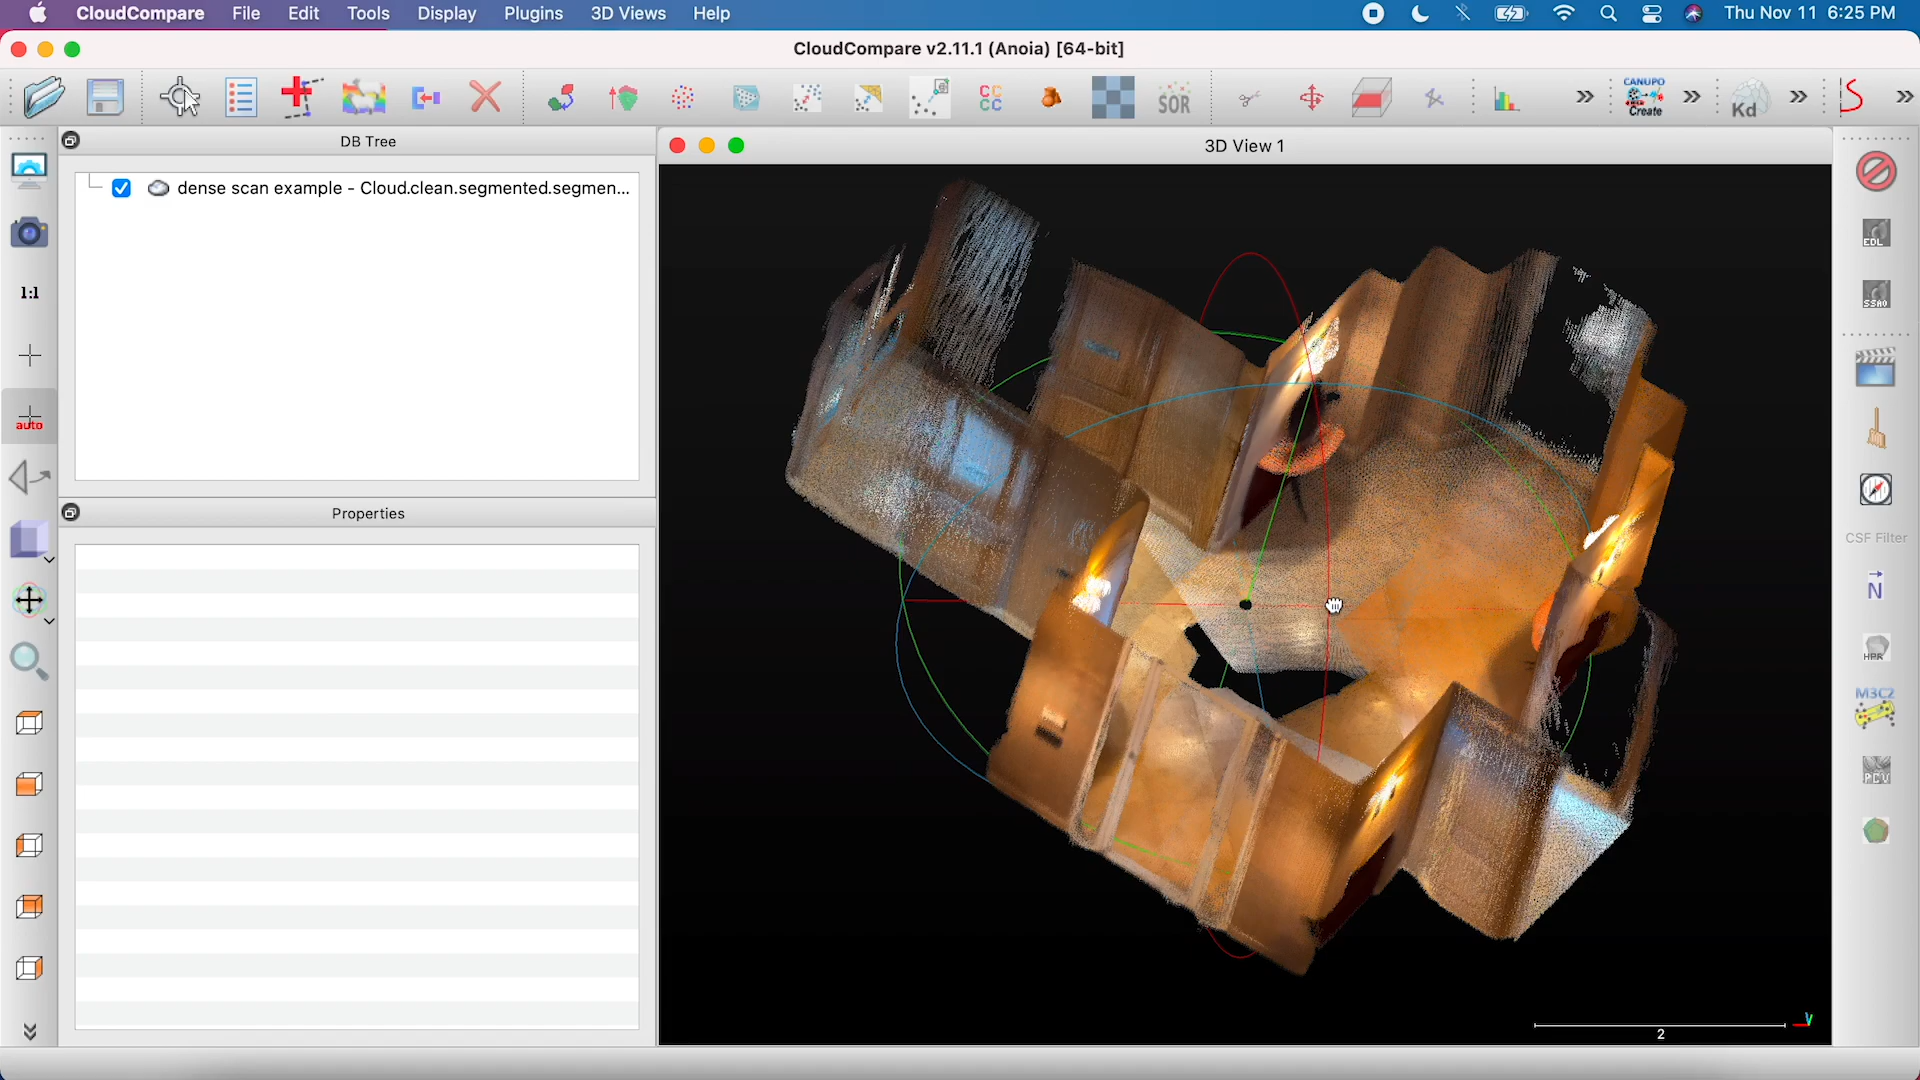 CloudCompare File Edit Tools Display Plugins 3D Views Help Thu Nov 11 6:25 PM
CloudCompare v2.11.1 (Anoia) [64-bit]
CC
CC
SOR
CANUPO
Create
Kd
DB Tree
3D View 1
dense scan example - Cloud.clean.segmented.segmen...
EDL
1:1
SSAO
auto
Properties
CSF Filter
N
HPR
M3C2
PCV
2
Y